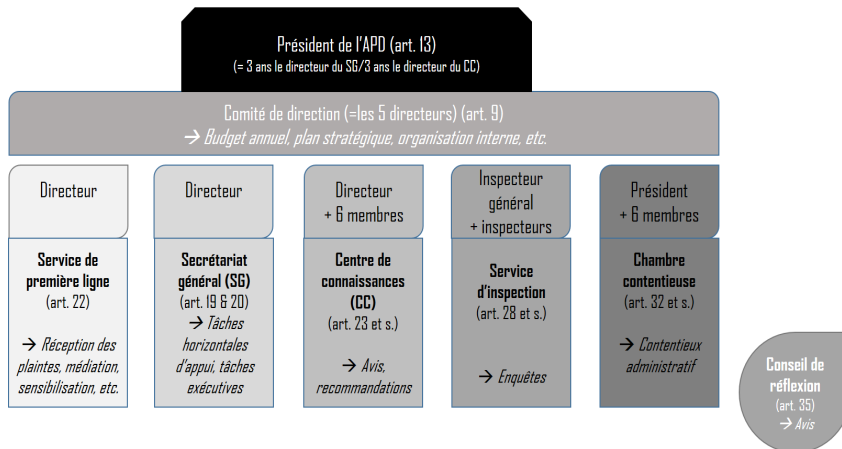 Président de l'APD (art. 13)
(= 3 ans le directeur du SG/3 ans le directeur du CC)
Comité de direction (=les 5 directeurs) (art. 9)
→ Budget annuel, plan stratégique, organisation interne, etc.
Directeur
Service de
première ligne
(art. 22)
→ Réception des
plaintes, médiation,
sensibilisation, etc.
Directeur
Secrétariat
général (SG)
(art. 19 & 20)
→ Tâches
horizontales
d'appui, tâches
exécutives
Directeur
+ 6 membres
Centre de
connaissances
(CC)
(art. 23 et s.)
→ Avis,
recommandations
Inspecteur
général
+ inspecteurs
Service
d'inspection
(art. 28 et s.)
→ Enquêtes
Président
+ 6 membres
Chambre
contentieuse
(art. 32 et s.)
→ Contentieux
administratif
Conseil de
réflexion
(art. 35)
→ Avis